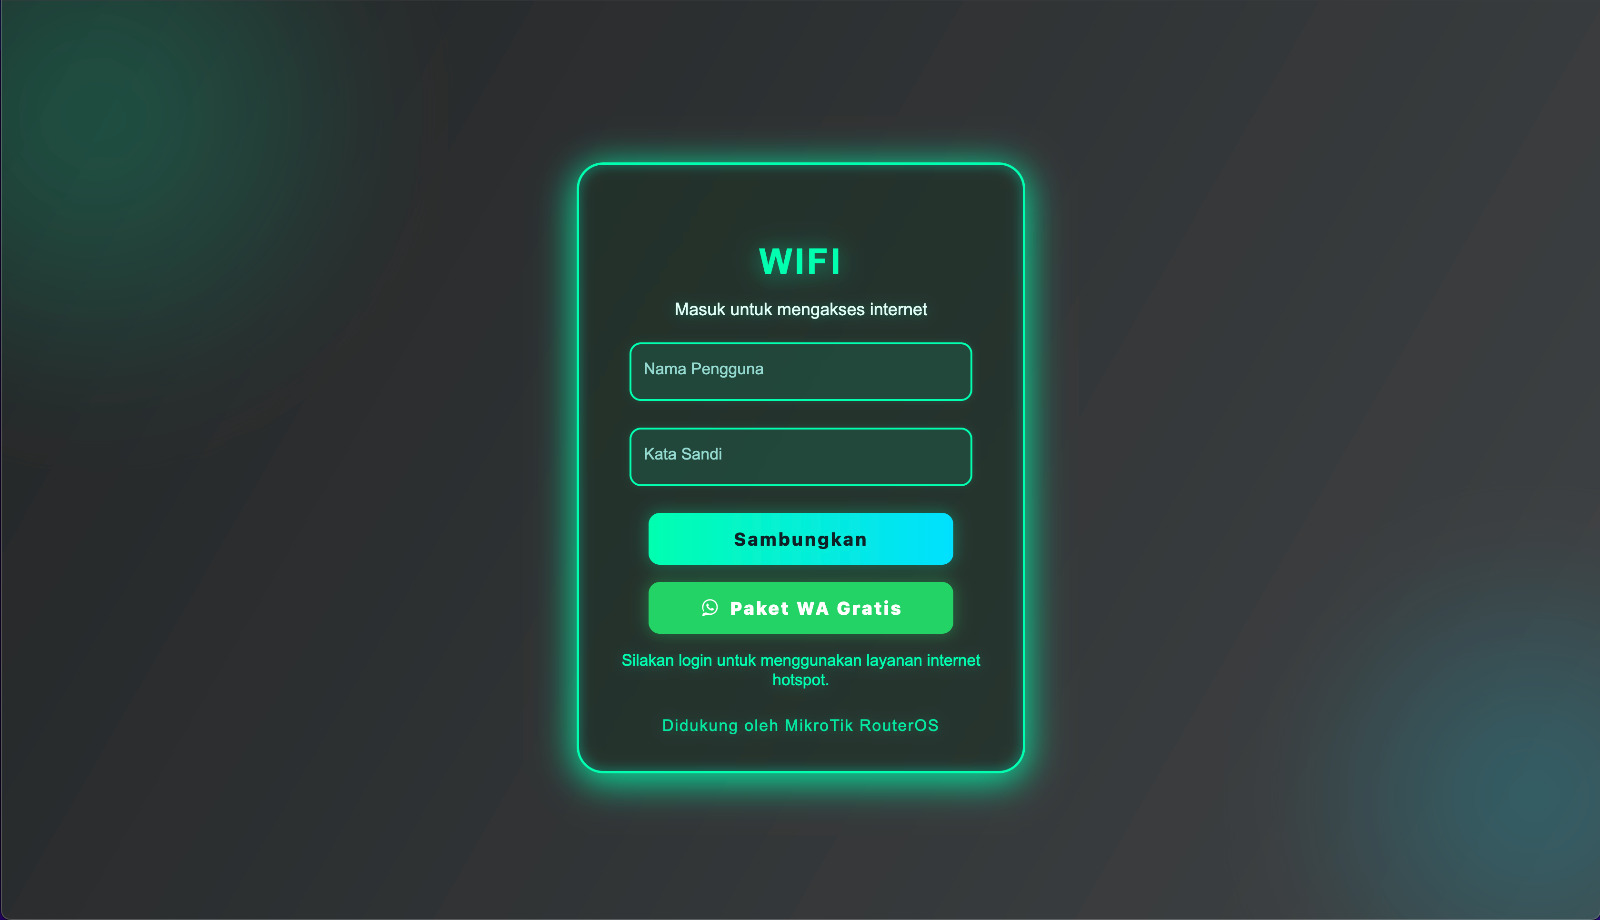 WIFI
Masuk untuk mengakses internet
Nama Pengguna
Kata Sandi
Sambungkan
Paket WA Gratis
Silakan login untuk menggunakan layanan internet
hotspot.
Didukung oleh MikroTik RouterOS